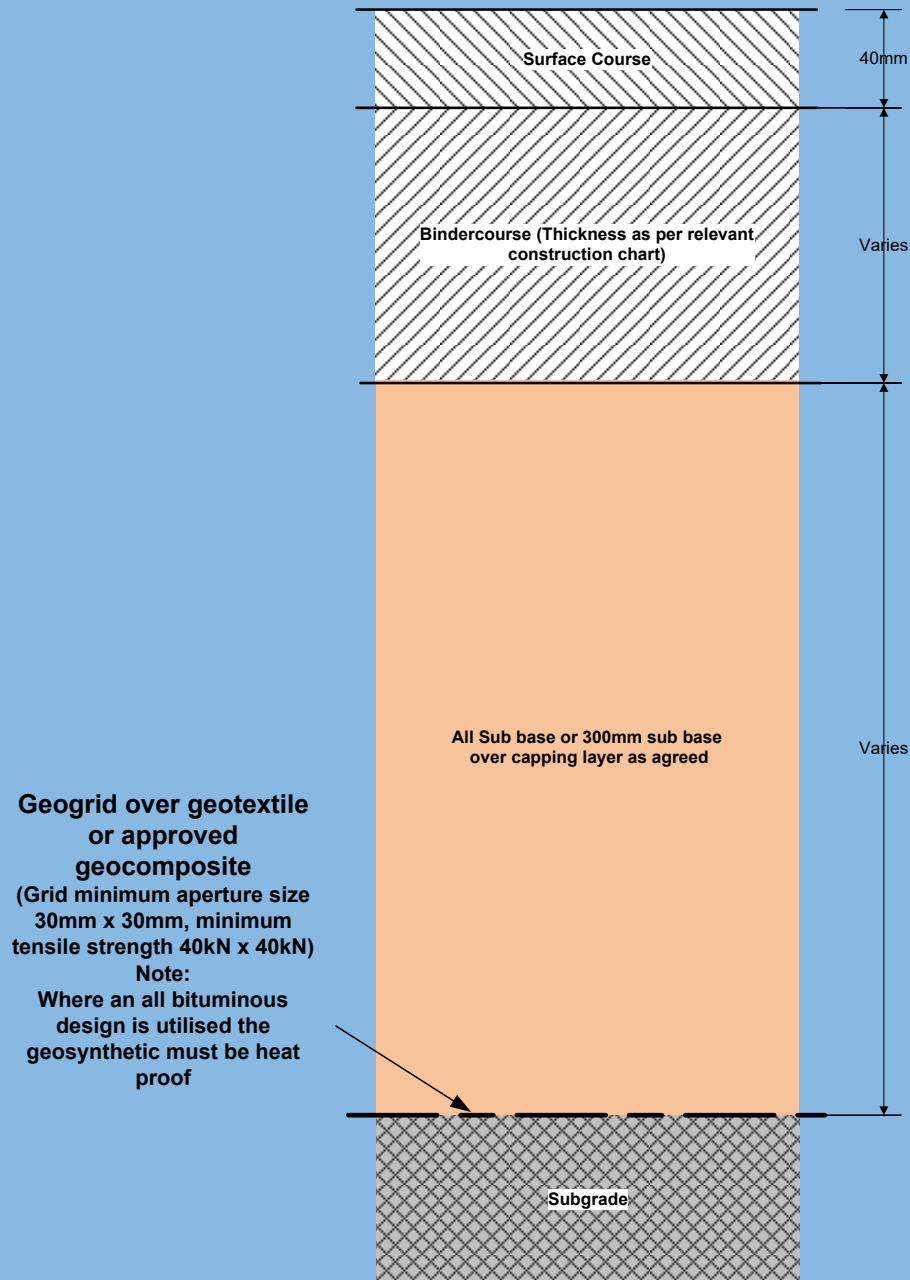 Surface Course
40mm
Bindercourse (Thickness as per relevant
construction chart)
Varies
All Sub base or 300mm sub base
over capping layer as agreed
Varies
Geogrid over geotextile
or approved
geocomposite
(Grid minimum aperture size
30mm x 30mm, minimum
tensile strength 40kN x 40kN)
Note:
Where an all bituminous
design is utilised the
geosynthetic must be heat
proof
Subgrade